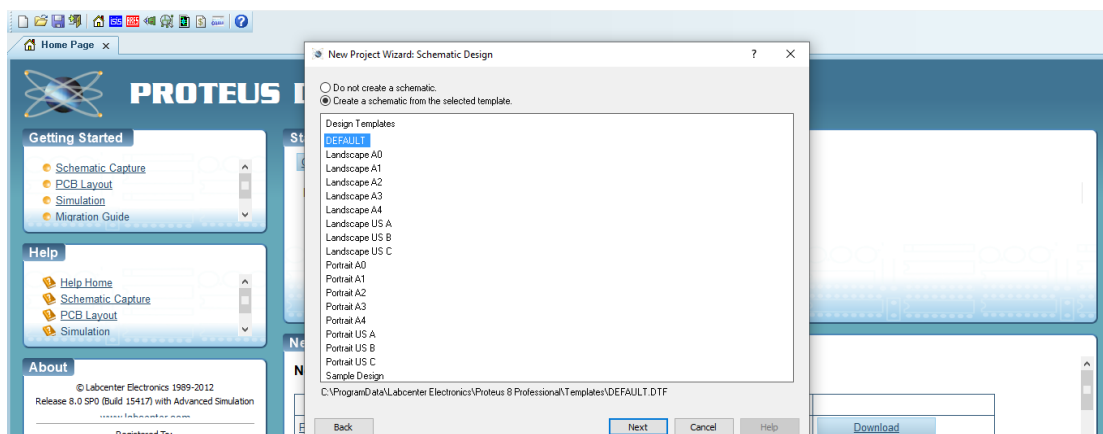 Home Page
PROTEUS
Getting Started
Schematic Capture
PCB Layout
Simulation
Migration Guide
Help
Help Home
Schematic Capture
PCB Layout
Simulation
About
© Labcenter Electronics 1989-2012
Release 8.0 SP0 (Build 15417) with Advanced Simulation
www.labcenter.com
Registered To:
New Project Wizard: Schematic Design
Do not create a schematic.
Create a schematic from the selected template.
Design Templates
DEFAULT
Landscape A0
Landscape A1
Landscape A2
Landscape A3
Landscape A4
Landscape US A
Landscape US B
Landscape US C
Portrait A0
Portrait A1
Portrait A2
Portrait A3
Portrait A4
Portrait US A
Portrait US B
Portrait US C
Sample Design
C:\ProgramData\Labcenter Electronics\Proteus 8 Professional\Templates\DEFAULT.DTF
Back Next Cancel Help
Download